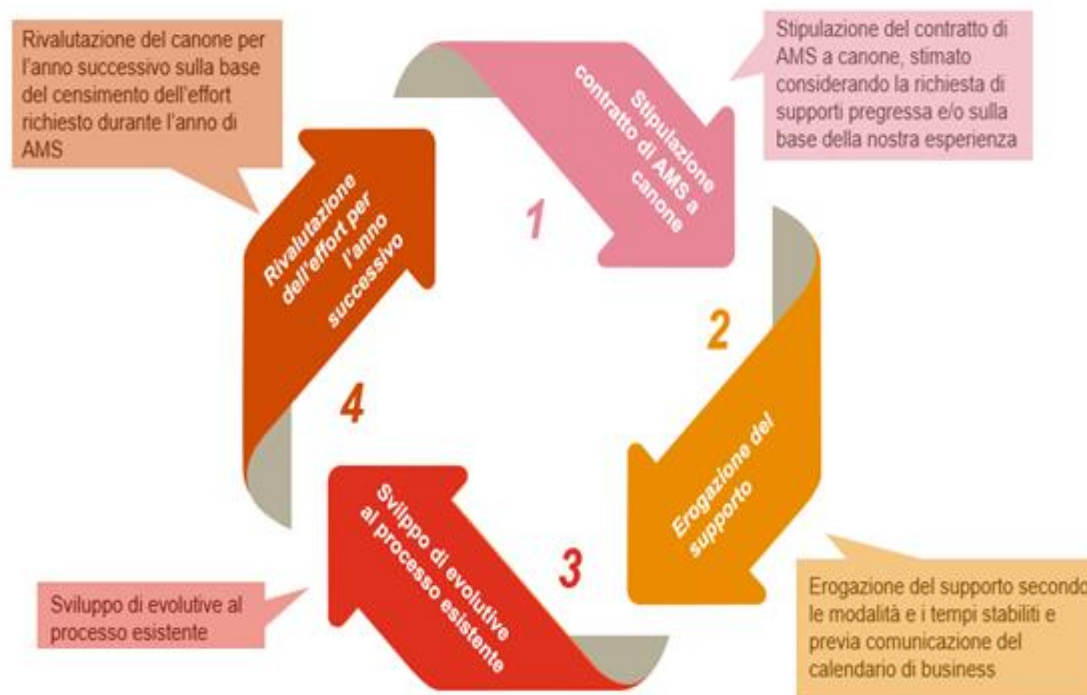 Rivalutazione del canone per
l'anno successivo sulla base
del censimento dell'effort
richiesto durante l'anno di
AMS
Stipulazione del contratto di
AMS a canone, stimato
considerando la richiesta di
supporti pregressa e/o sulla
base della nostra esperienza
Stipulazione
contratto di AMS a
canone
1
Rivalutazione
dell'effort per
l'anno
successivo
2
4
Erogazione del
supporto
Svilppo di evolutive
al processo esistente
3
Sviluppo di evolutive al
processo esistente
Erogazione del supporto secondo
le modalità e i tempi stabiliti e
previa comunicazione del
calendario di business